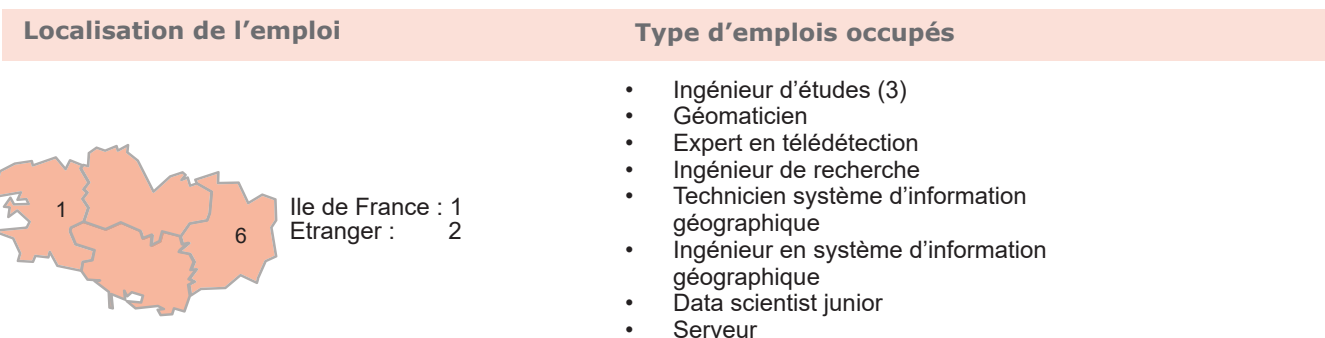 Localisation de l’emploi
Type d’emplois occupés
1
6
Ile de France : 1
Etranger : 2
• Ingénieur d’études (3)
• Géomaticien
• Expert en télédétection
• Ingénieur de recherche
• Technicien système d’information
géographique
• Ingénieur en système d’information
géographique
• Data scientist junior
• Serveur